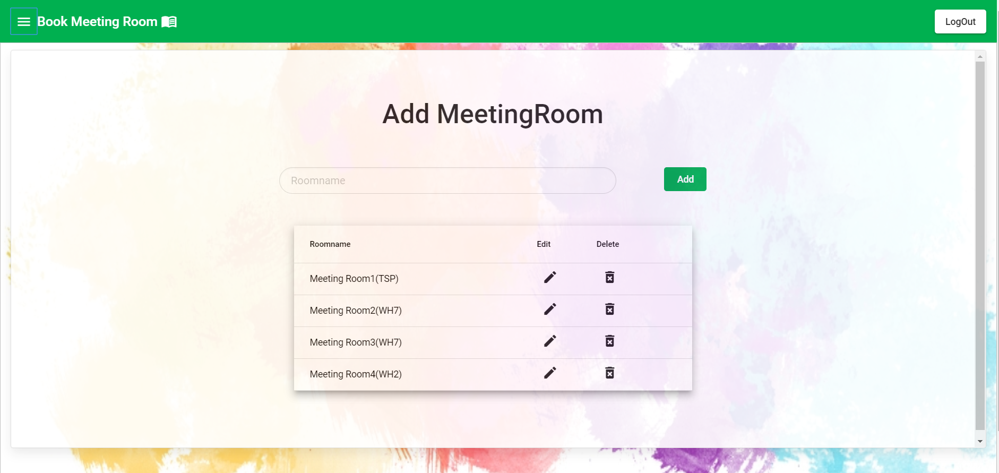 Book Meeting Room
LogOut
Add MeetingRoom
Roomname
Add
Roomname Edit Delete
Meeting Room1(TSP)
Meeting Room2(WH7)
Meeting Room3(WH7)
Meeting Room4(WH2)